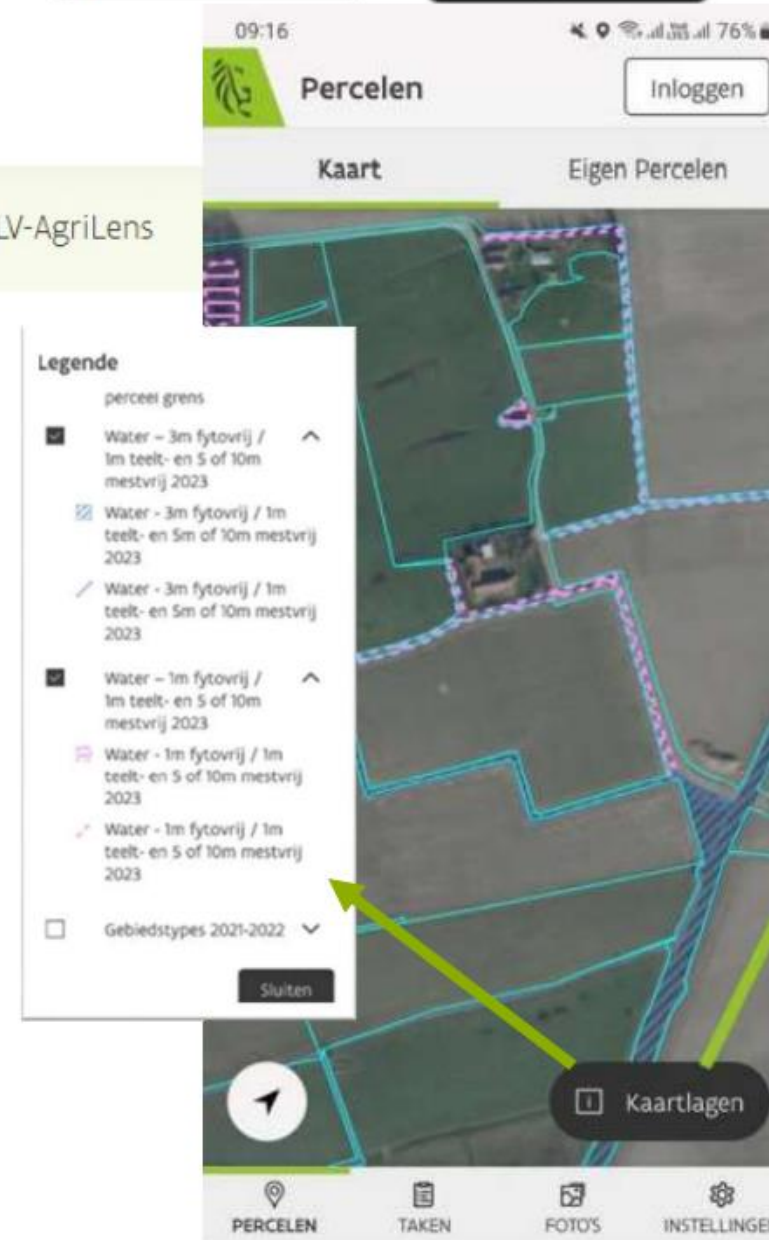 09:16
76%
Percelen
Inloggen
Kaart
Eigen Percelen
LV-AgriLens
Legende
perceel grens
Water – 3m fytovrij /
1m teelt- en 5 of 10m
mestvrij 2023
Water - 3m fytovrij / 1m
teelt- en 5m of 10m mestvrij
2023
Water - 3m fytovrij / 1m
teelt- en 5m of 10m mestvrij
2023
Water – 1m fytovrij /
1m teelt- en 5 of 10m
mestvrij 2023
Water - 1m fytovrij / 1m
teelt- en 5 of 10m mestvrij
2023
Water - 1m fytovrij / 1m
teelt- en 5 of 10m mestvrij
2023
Gebiedstypes 2021-2022
Sluiten
Kaartlagen
PERCELEN
TAKEN
FOTO'S
INSTELLINGEN